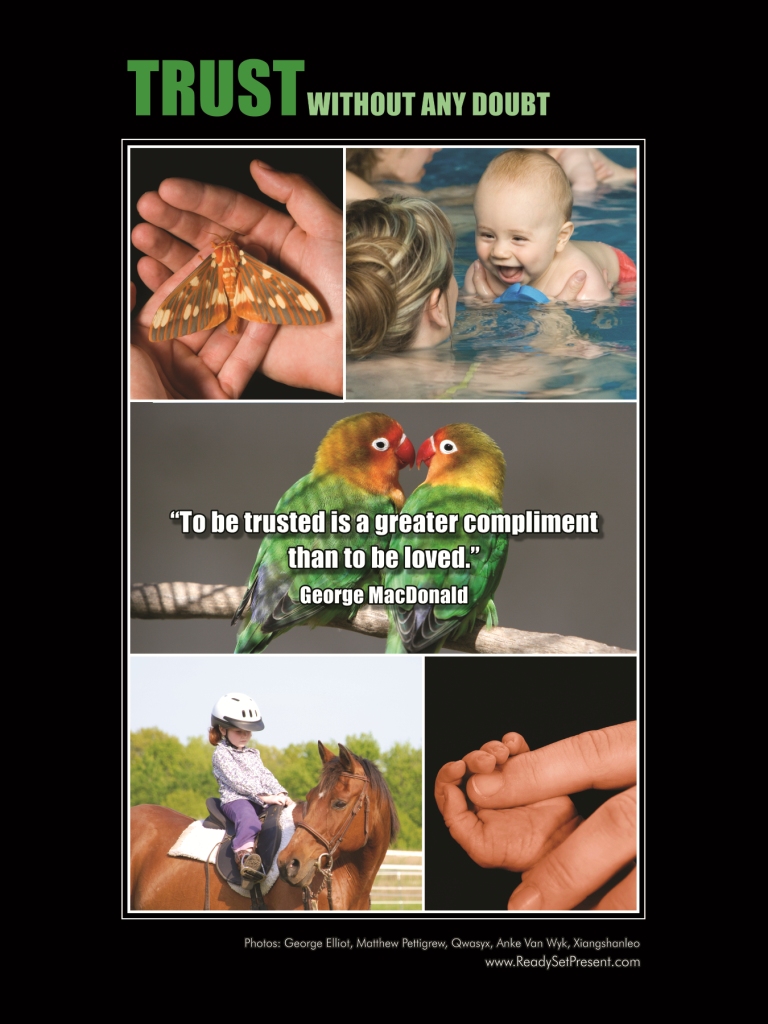 TRUST WITHOUT ANY DOUBT
“To be trusted is a greater compliment
than to be loved.”
George MacDonald
Photos: George Elliot, Matthew Pettigrew, Qwasyx, Anke Van Wyk, Xiangshanleo
www.ReadySetPresent.com